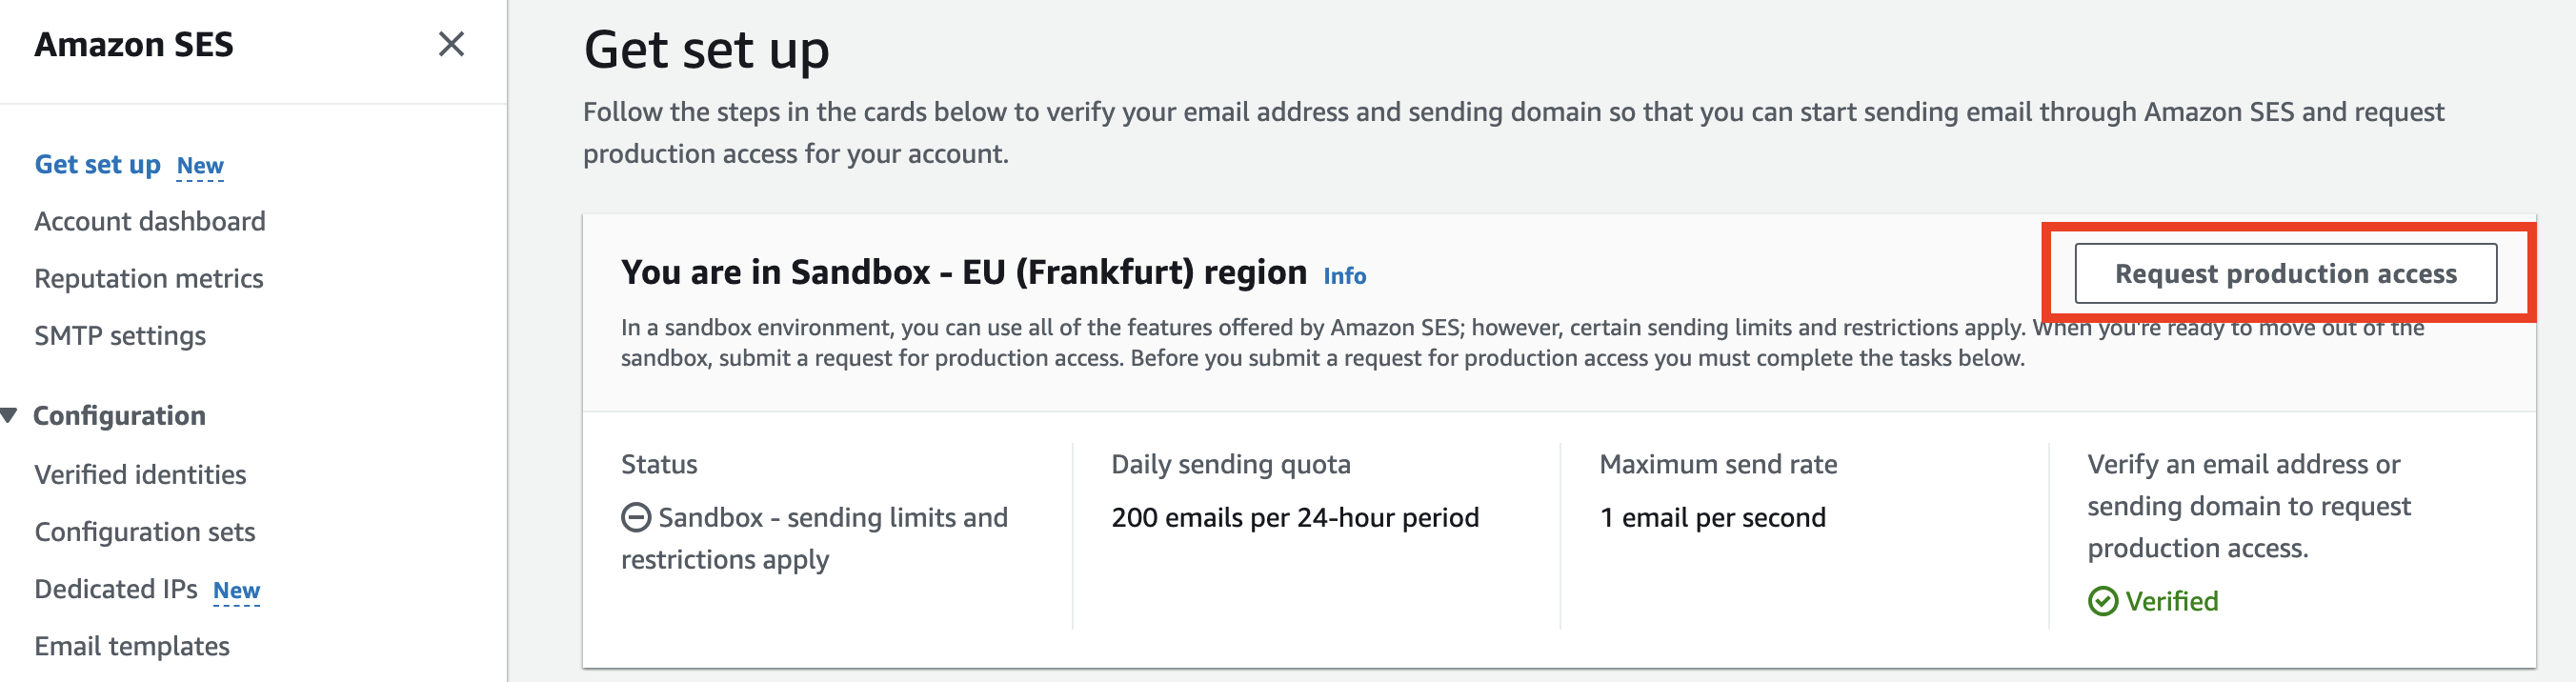 Amazon SES
Get set up New
Account dashboard
Reputation metrics
SMTP settings
Configuration
Verified identities
Configuration sets
Dedicated IPs New
Email templates
Get set up
Follow the steps in the cards below to verify your email address and sending domain so that you can start sending email through Amazon SES and request
production access for your account.
You are in Sandbox - EU (Frankfurt) region Info
Request production access
In a sandbox environment, you can use all of the features offered by Amazon SES; however, certain sending limits and restrictions apply. When you're ready to move out of the
sandbox, submit a request for production access. Before you submit a request for production access you must complete the tasks below.
Status
Sandbox - sending limits and
restrictions apply
Daily sending quota
200 emails per 24-hour period
Maximum send rate
1 email per second
Verify an email address or
sending domain to request
production access.
Verified